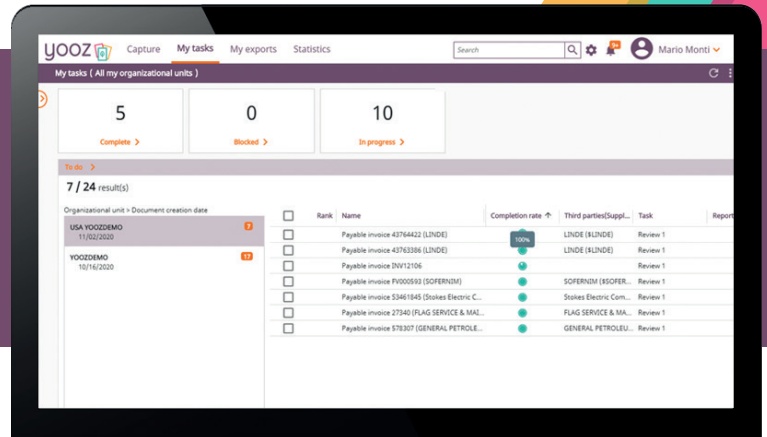 yooz Capture My tasks My exports Statistics Search 9+ Mario Monti
My tasks ( All my organizational units )
5 0 10
Complete > Blocked > In progress >
To do >
7 / 24 result(s)
Organizational unit > Document creation date
USA YOOZDEMO 7
11/02/2020
YOOZDEMO 17
10/16/2020
Rank Name Completion rate ↑ Third parties(Suppl... Task Report
Payable invoice 43764422 (LINDE) LINDE ($LINDE) Review 1
100%
Payable invoice 43763386 (LINDE) LINDE ($LINDE) Review 1
Payable invoice INV12106 Review 1
Payable invoice FV000593 (SOFERNIM) SOFERNIM ($SOFER... Review 1
Payable invoice S3461845 (Stokes Electric C... Stokes Electric Com... Review 1
Payable invoice 27340 (FLAG SERVICE & MAI... FLAG SERVICE & MA... Review 1
Payable invoice 578307 (GENERAL PETROLE... GENERAL PETROLEU... Review 1